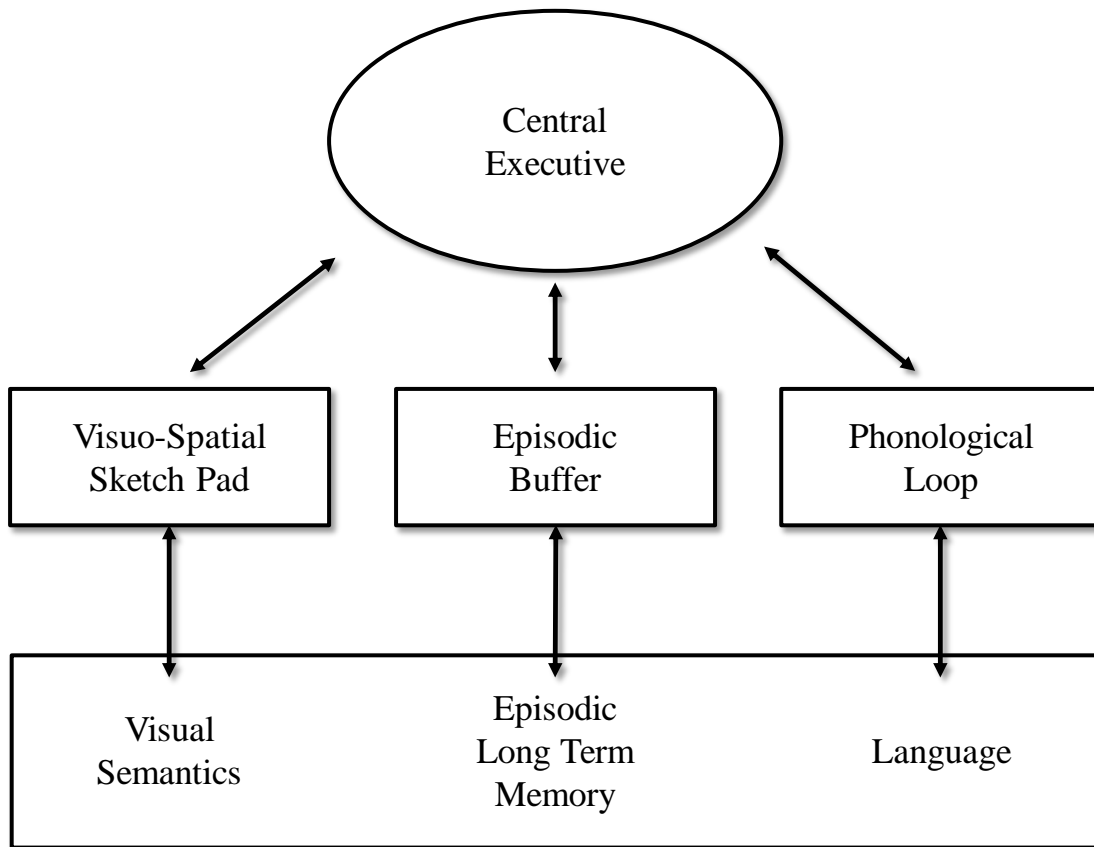 Central
Executive
Visuo-Spatial
Sketch Pad
Episodic
Buffer
Phonological
Loop
Visual
Semantics
Episodic
Long Term
Memory
Language